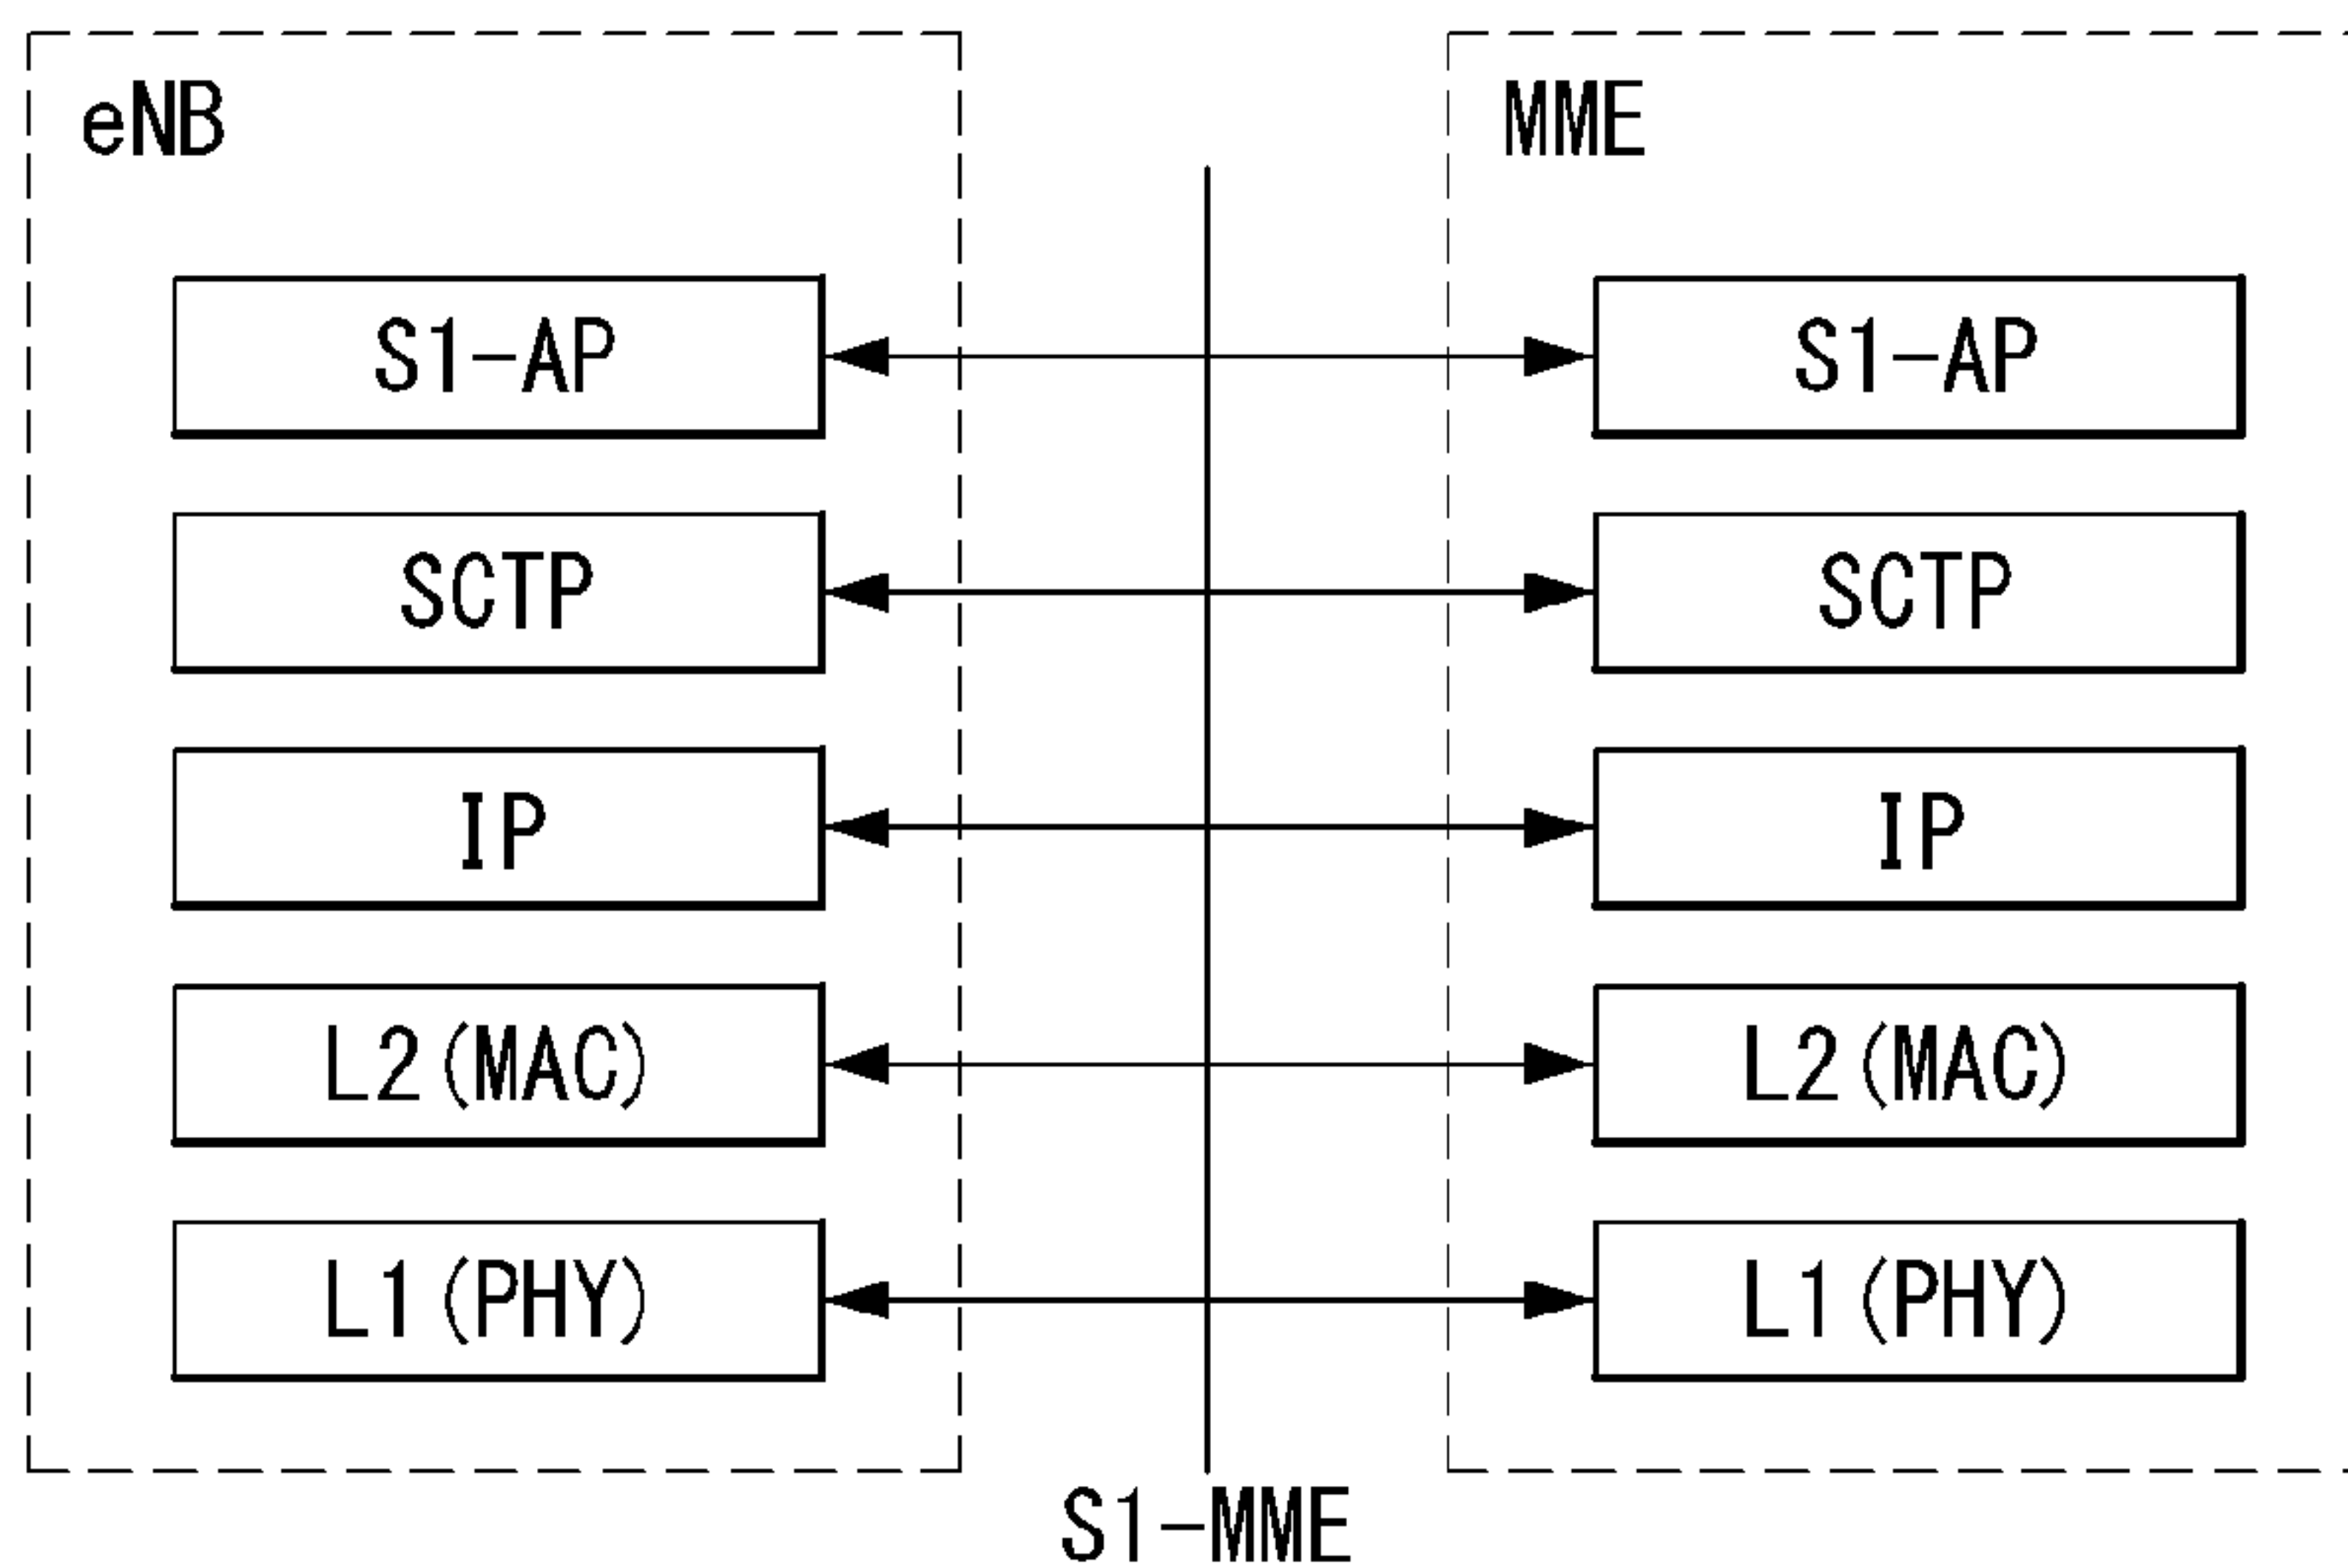 eNB
MME
S1-AP
S1-AP
SCTP
SCTP
IP
IP
L2(MAC)
L2(MAC)
L1(PHY)
L1(PHY)
S1-MME